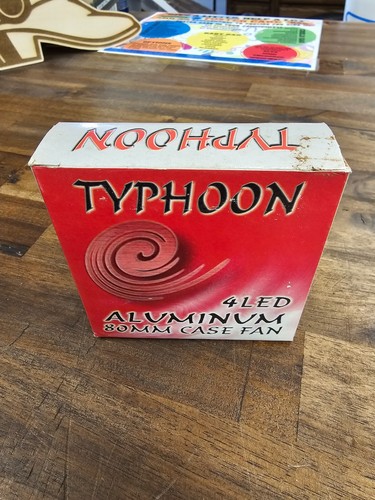 TYPHOON
TYPHOON
4LED
ALUMINUM
80MM CASE FAN